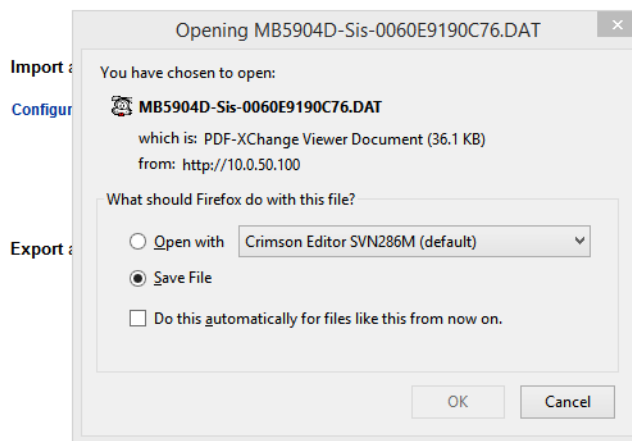 Opening MB5904D-Sis-0060E9190C76.DAT
×
Import a
You have chosen to open:
Configur
MB5904D-Sis-0060E9190C76.DAT
which is: PDF-XChange Viewer Document (36.1 KB)
from: http://10.0.50.100
What should Firefox do with this file?
Export a
Open with
Crimson Editor SVN286M (default)
Save File
Do this automatically for files like this from now on.
OK
Cancel